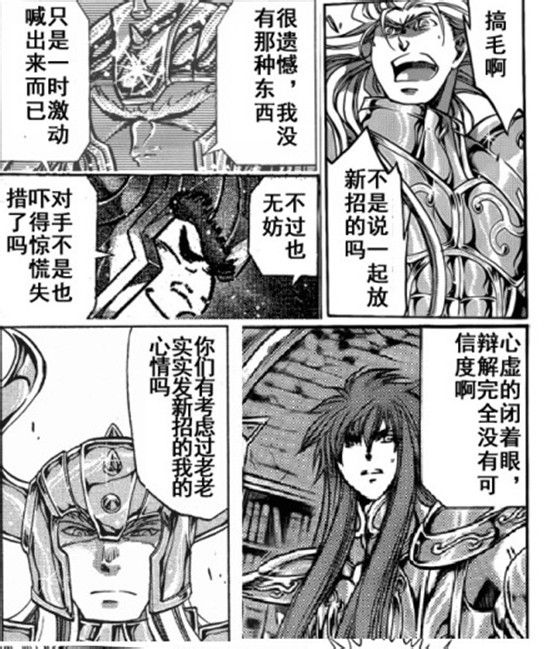 搞毛啊
不是说一起放
新招的吗
很遗憾，我没
有那种东西
只是一时激动
喊出来而已
不过也
无妨
对手不是也
吓得惊慌失
措了吗
心虚的闭着眼，
辩解完全没有可
信度啊
你们有考虑过老老
实实发新招的我的
心情吗